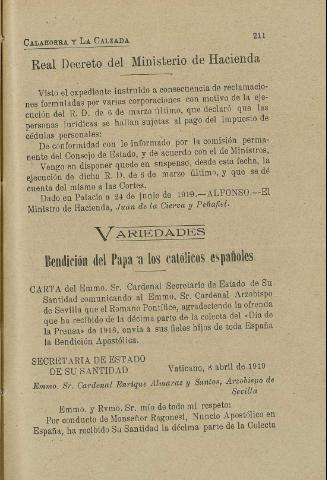 CALAHORRA Y LA CALZADA 211
Real Decreto del Ministerio de Hacienda
Visto el expediente instruido a consecuencia de reclamacio-
nes formuladas por varias corporaciones con motivo de la eje-
cución del R. D. de 6 de marzo último, que declaró que las
personas jurídicas se hallan sujetas al pago del impuesto de
cédulas personales:
De conformidad con lo informado por la comisión perma-
nente del Consejo de Estado, y de acuerdo con el de Ministros,
Vengo en disponer quede en suspenso, desde esta fecha, la
ejecución de dicho R. D. de 6 de marzo último, y que se dé
cuenta del mismo a las Cortes.
Dado en Palacio a 24 de junio de 1919.—ALFONSO.—El
Ministro de Hacienda, Juan de la Cierva y Peñafiel.
VARIEDADES
Bendición del Papa a los católicos españoles
CARTA del Emmo. Sr. Cardenal Secretario de Estado de Su
Santidad comunicando al Emmo. Sr. Cardenal Arzobispo
de Sevilla que el Romano Pontífice, agradeciendo la ofrenda
que ha recibido de la décima parte de la colecta del «Día de
la Prensa» de 1918, envía a sus fieles hijos de toda España
la Bendición Apostólica.
SECRETARIA DE ESTADO
DE SU SANTIDAD Vaticano, 8 abril de 1919
Emmo. Sr. Cardenal Enrique Almaraz y Santos, Arzobispo de
Sevilla
Emmo. y Rvmo. Sr. mío de todo mi respeto:
Por conducto de Monseñor Ragonesi, Nuncio Apostólico en
España, ha recibido Su Santidad la décima parte de la Colecta